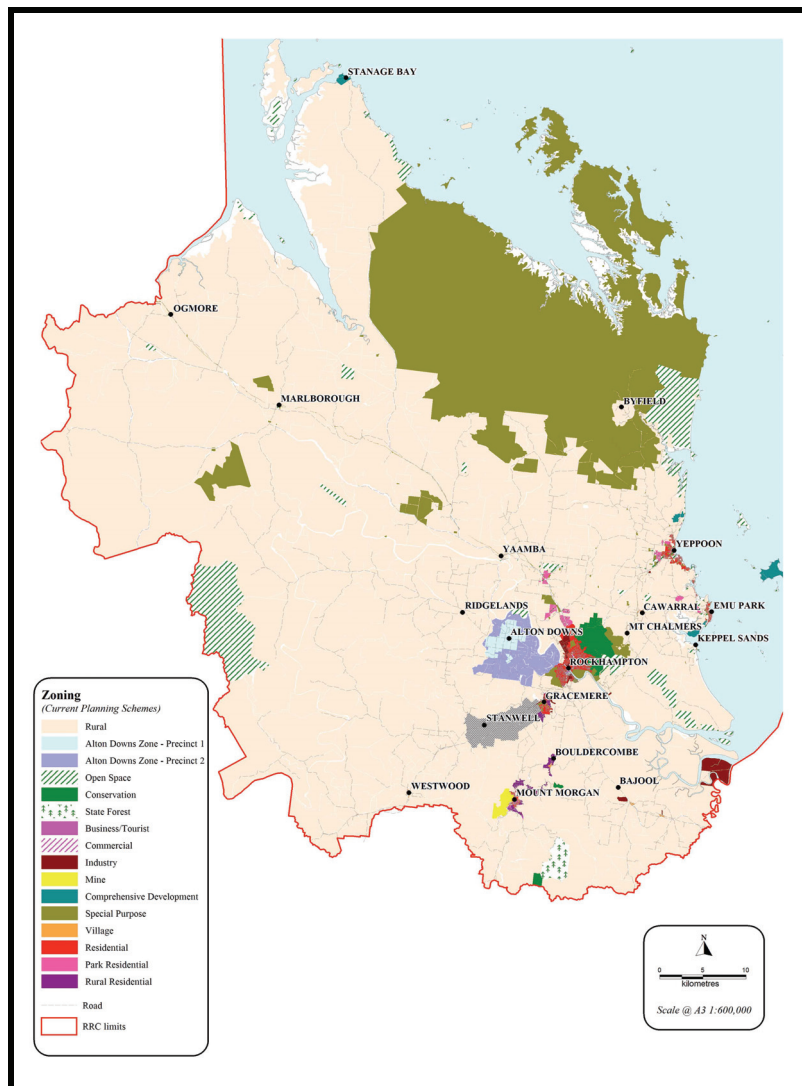 STANAGE BAY
OGMORE
MARLBOROUGH
BYFIELD
YAAMBA
YEPPOON
RIDGELANDS
CAWARRAL
EMU PARK
ALTON DOWNS
MT CHALMERS
KEPPEL SANDS
ROCKHAMPTON
GRACEMERE
STANWELL
BOULDERCOMBE
WESTWOOD
BAJOOL
MOUNT MORGAN
Zoning
(Current Planning Schemes)
Rural
Alton Downs Zone - Precinct 1
Alton Downs Zone - Precinct 2
Open Space
Conservation
State Forest
Business/Tourist
Commercial
Industry
Mine
Comprehensive Development
Special Purpose
Village
Residential
Park Residential
Rural Residential
Road
RRC limits
N
0 5 10
kilometres
Scale @ A3 1:600,000